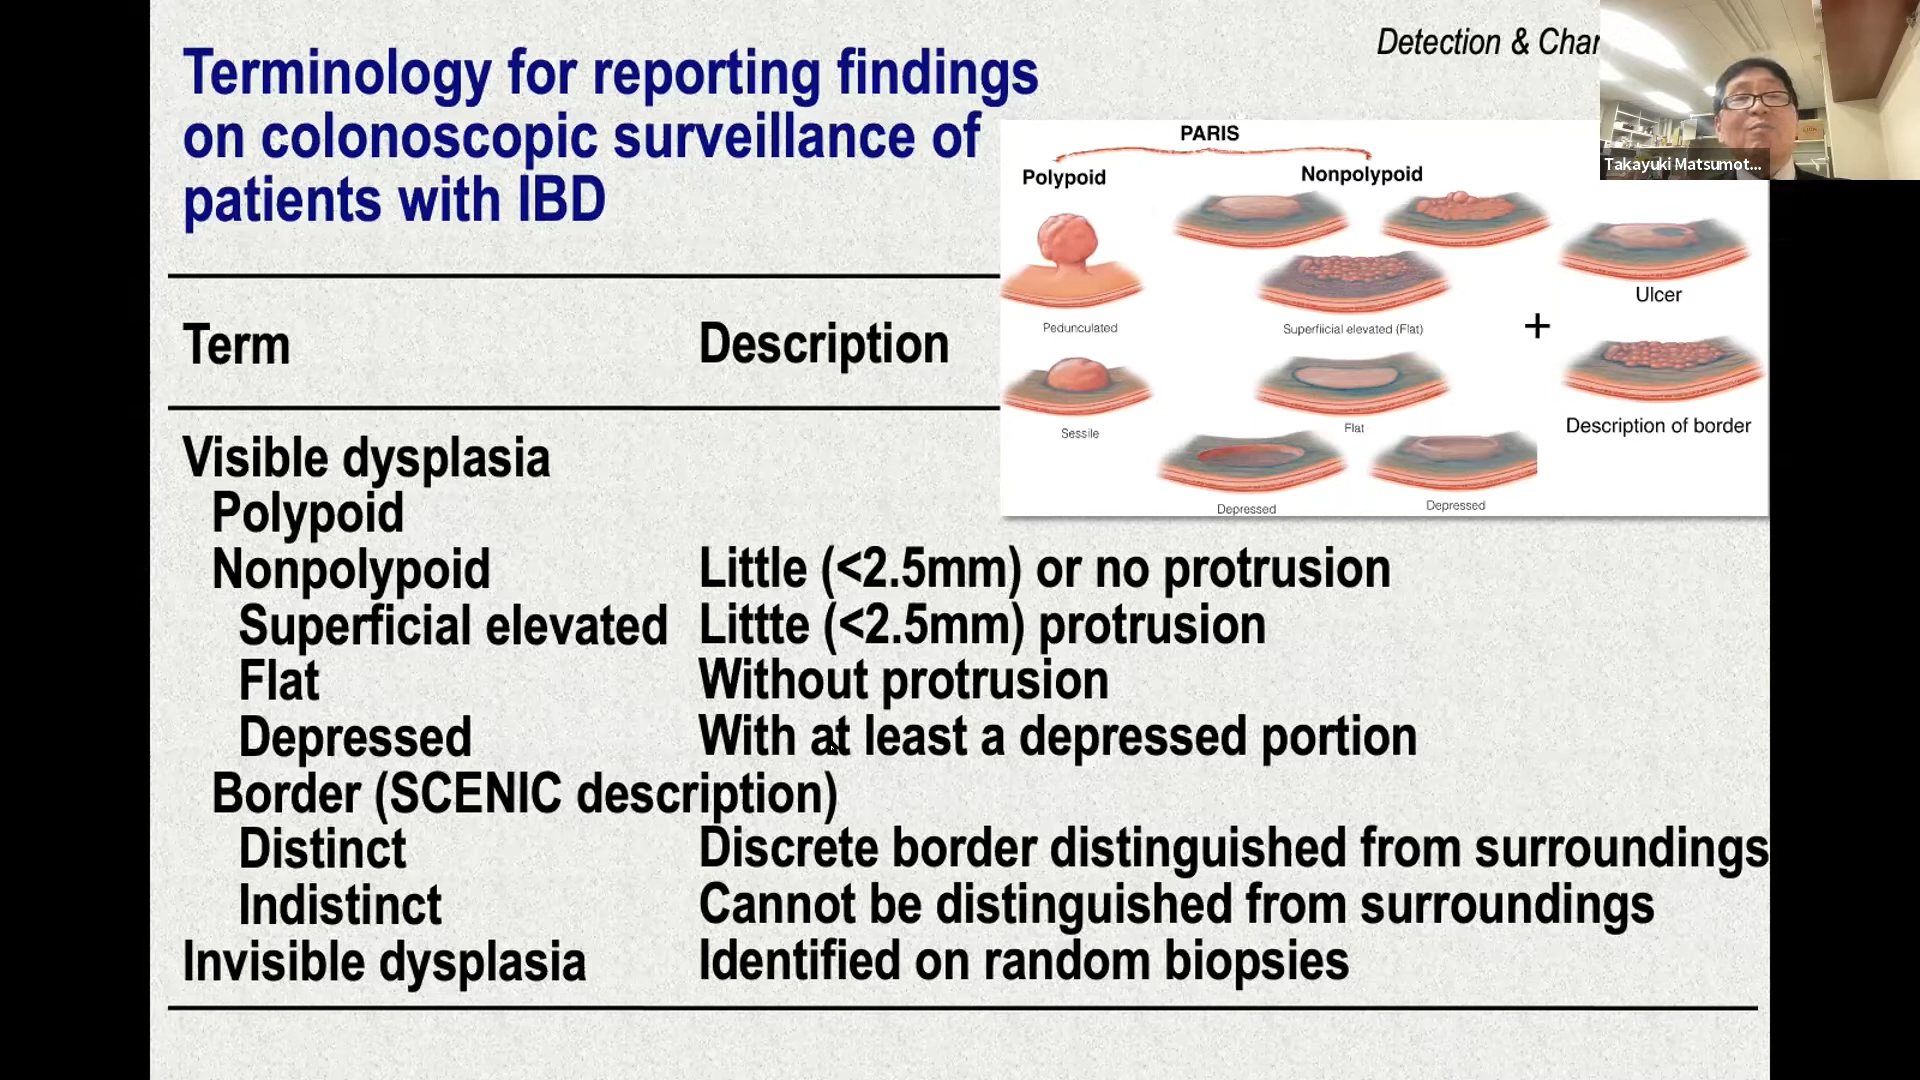 Terminology for reporting findings
on colonoscopic surveillance of
patients with IBD
Detection & Char
Takayuki Matsumot...
PARIS
Polypoid
Nonpolypoid
Pedunculated
Superfiicial elevated (Flat)
+
Ulcer
Sessile
Flat
Description of border
Depressed
Depressed
Term Description
Visible dysplasia
Polypoid
Nonpolypoid Little (<2.5mm) or no protrusion
Superficial elevated Littte (<2.5mm) protrusion
Flat Without protrusion
Depressed With at least a depressed portion
Border (SCENIC description)
Distinct Discrete border distinguished from surroundings
Indistinct Cannot be distinguished from surroundings
Invisible dysplasia Identified on random biopsies